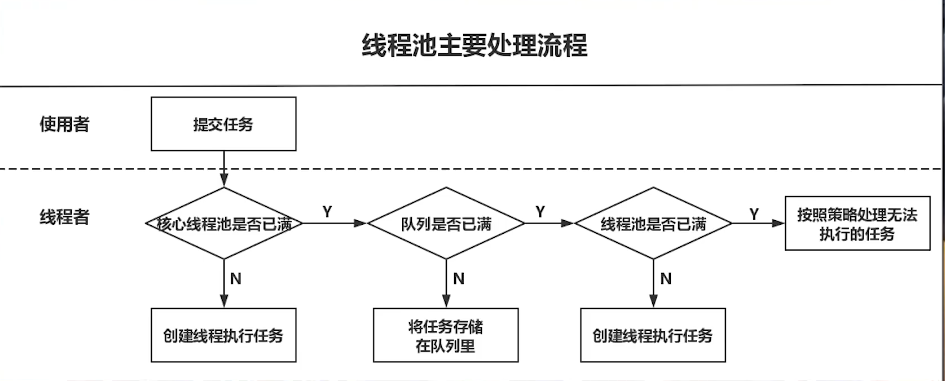 线程池主要处理流程
使用者
提交任务
线程者
核心线程池是否已满
Y
队列是否已满
Y
线程池是否已满
Y
按照策略处理无法
执行的任务
N
N
N
创建线程执行任务
将任务存储
在队列里
创建线程执行任务